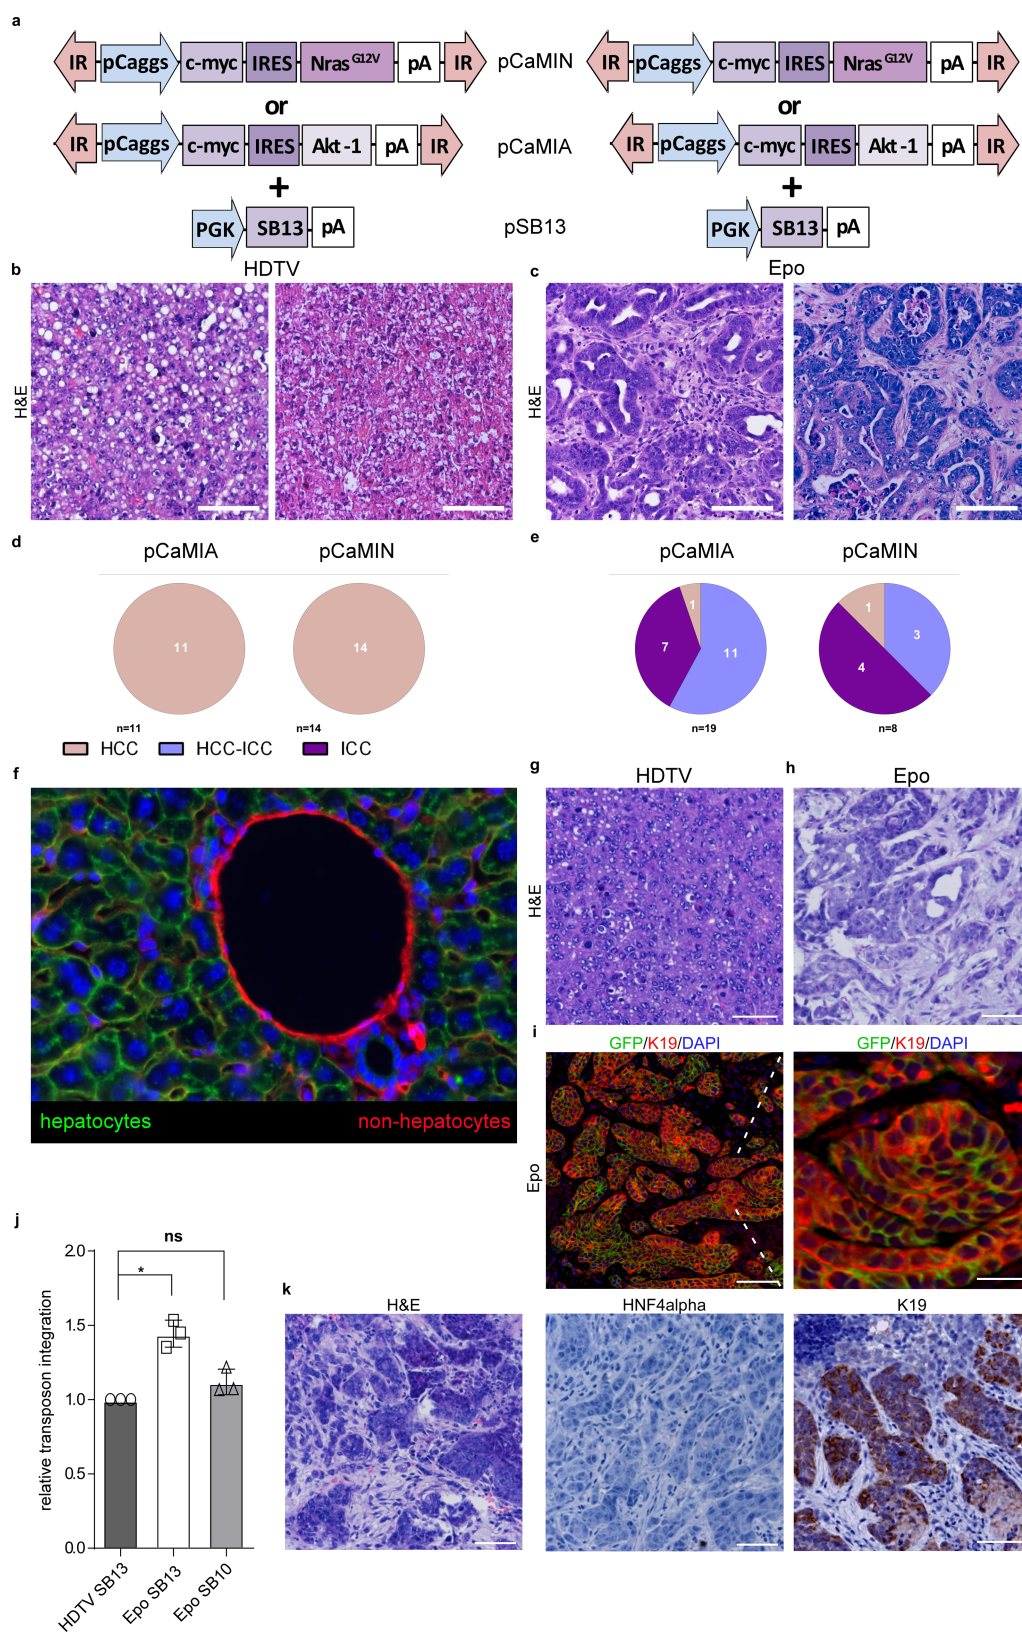 a
IR pCaggs c-myc IRES Nras G12V pA IR pCaMIN IR pCaggs c-myc IRES Nras G12V pA IR
or or
IR pCaggs c-myc IRES Akt-1 pA IR pCaMIA IR pCaggs c-myc IRES Akt-1 pA IR
+ +
PGK SB13 pA pSB13 PGK SB13 pA
b HDTV
H&E
c Epo
H&E
d
pCaMIA pCaMIN
11 14
n=11 n=14
HCC HCC-ICC ICC
e
pCaMIA pCaMIN
1 7 11
1 3 4
n=19 n=8
f
hepatocytes non-hepatocytes
g HDTV
H&E
h Epo
i
GFP/K19/DAPI GFP/K19/DAPI
Epo
j
ns
*
relative transposon integration
2.0
1.5
1.0
0.5
0.0
HDTV SB13
Epo SB13
Epo SB10
k
H&E HNF4alpha K19